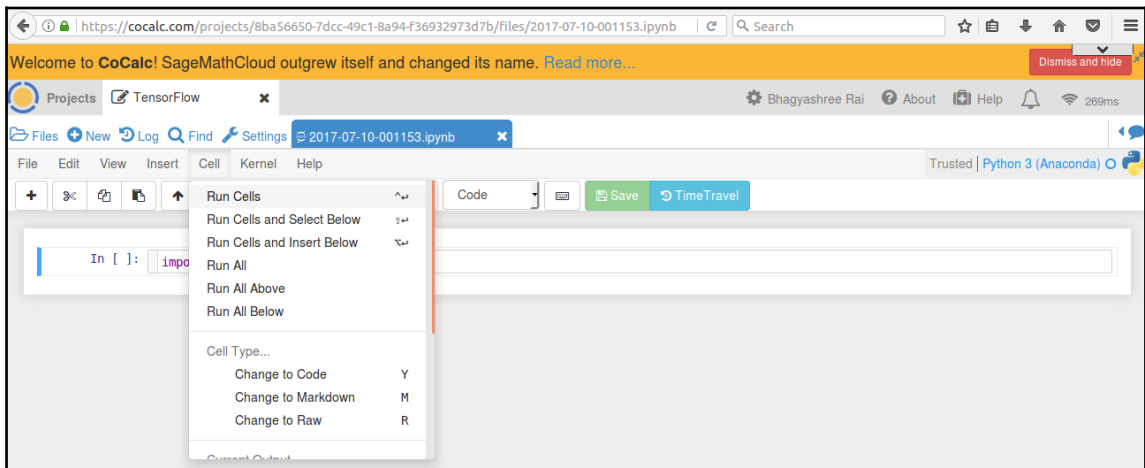 https://cocalc.com/projects/8ba56650-7dcc-49c1-8a94-f36932973d7b/files/2017-07-10-001153.ipynb Search
Welcome to CoCalc! SageMathCloud outgrew itself and changed its name. Read more... Dismiss and hide
Projects TensorFlow Bhagyashree Rai About Help 269ms
Files New Log Find Settings 2017-07-10-001153.ipynb
File Edit View Insert Cell Kernel Help Trusted | Python 3 (Anaconda)
Code Save TimeTravel
Run Cells ^↵
Run Cells and Select Below ⇧↵
Run Cells and Insert Below ⌥↵
In [ ]: impo
Run All
Run All Above
Run All Below
Cell Type...
Change to Code Y
Change to Markdown M
Change to Raw R
Current Output